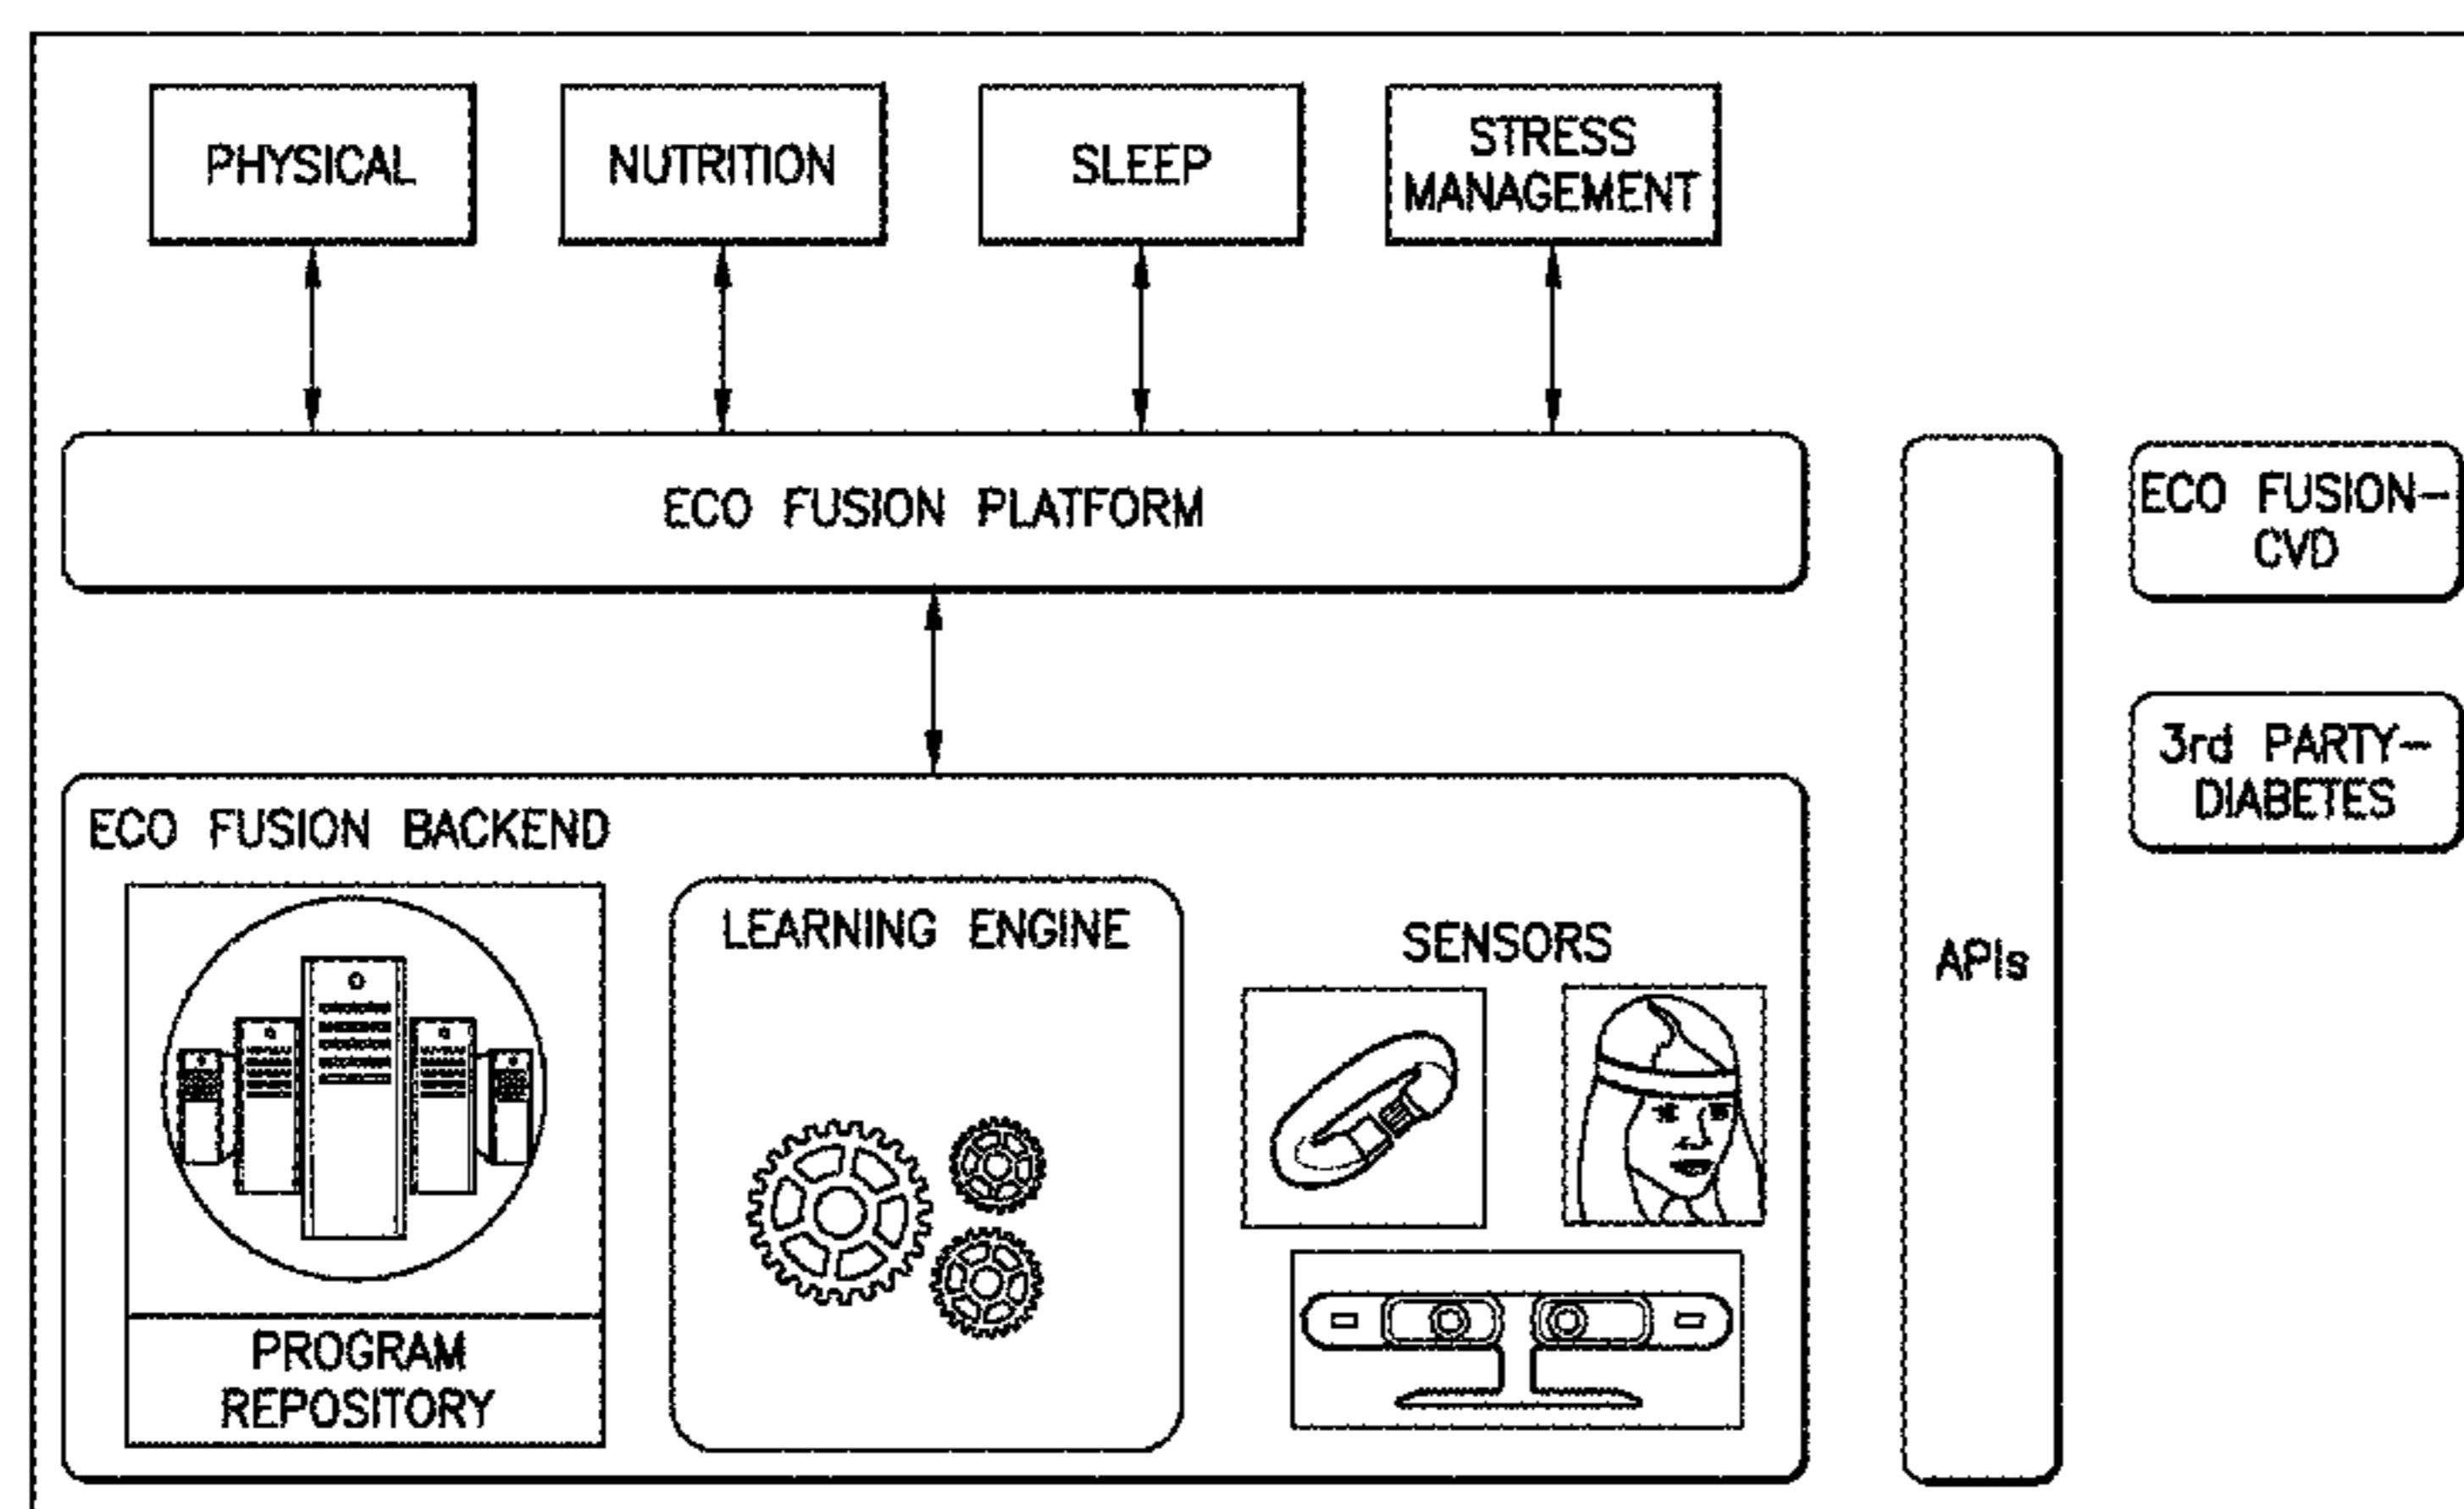 PHYSICAL
NUTRITION
SLEEP
STRESS
MANAGEMENT
ECO FUSION PLATFORM
ECO FUSION-
CVD
3rd PARTY-
DIABETES
APIs
ECO FUSION BACKEND
LEARNING ENGINE
SENSORS
PROGRAM
REPOSITORY